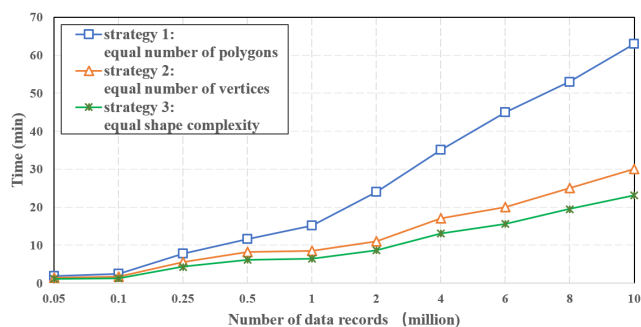 70
60
50
40
30
20
10
0
Time (min)
strategy 1:
equal number of polygons
strategy 2:
equal number of vertices
strategy 3:
equal shape complexity
0.05 0.1 0.25 0.5 1 2 4 6 8 10
Number of data records （million)